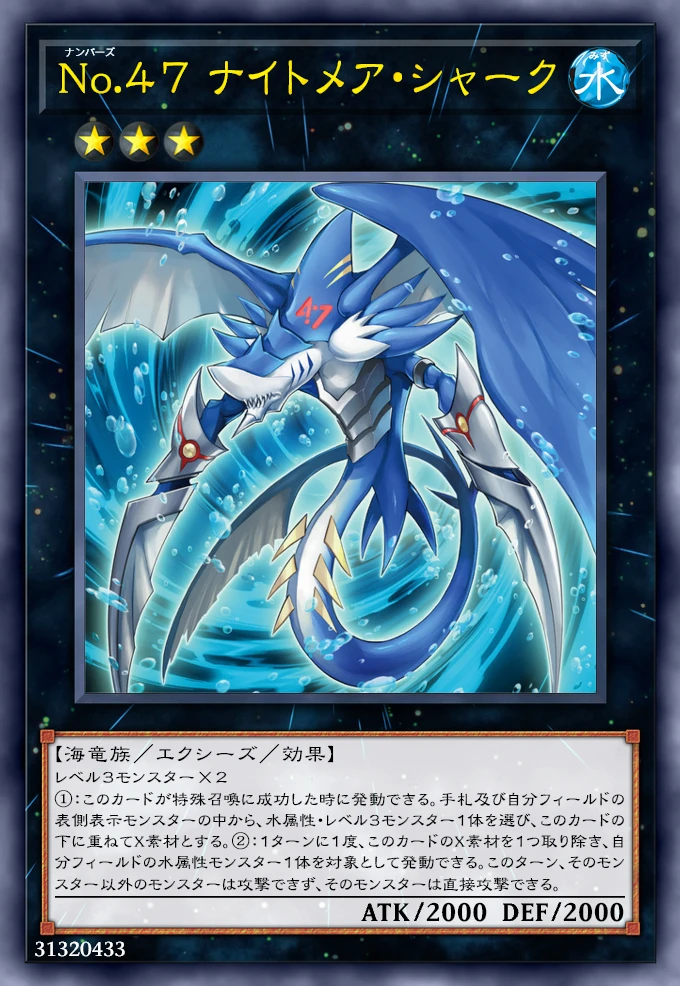 ナンバーズ
No.47 ナイトメア・シャーク
みず
水
47
【海竜族／エクシーズ／効果】
レベル3モンスター×2
①:このカードが特殊召喚に成功した時に発動できる。手札及び自分フィールドの
表側表示モンスターの中から、水属性・レベル3モンスター1体を選び、このカードの
下に重ねてX素材とする。②:1ターンに1度、このカードのX素材を1つ取り除き、自
分フィールドの水属性モンスター1体を対象として発動できる。このターン、そのモン
スター以外のモンスターは攻撃できず、そのモンスターは直接攻撃できる。
ATK/2000 DEF/2000
31320433